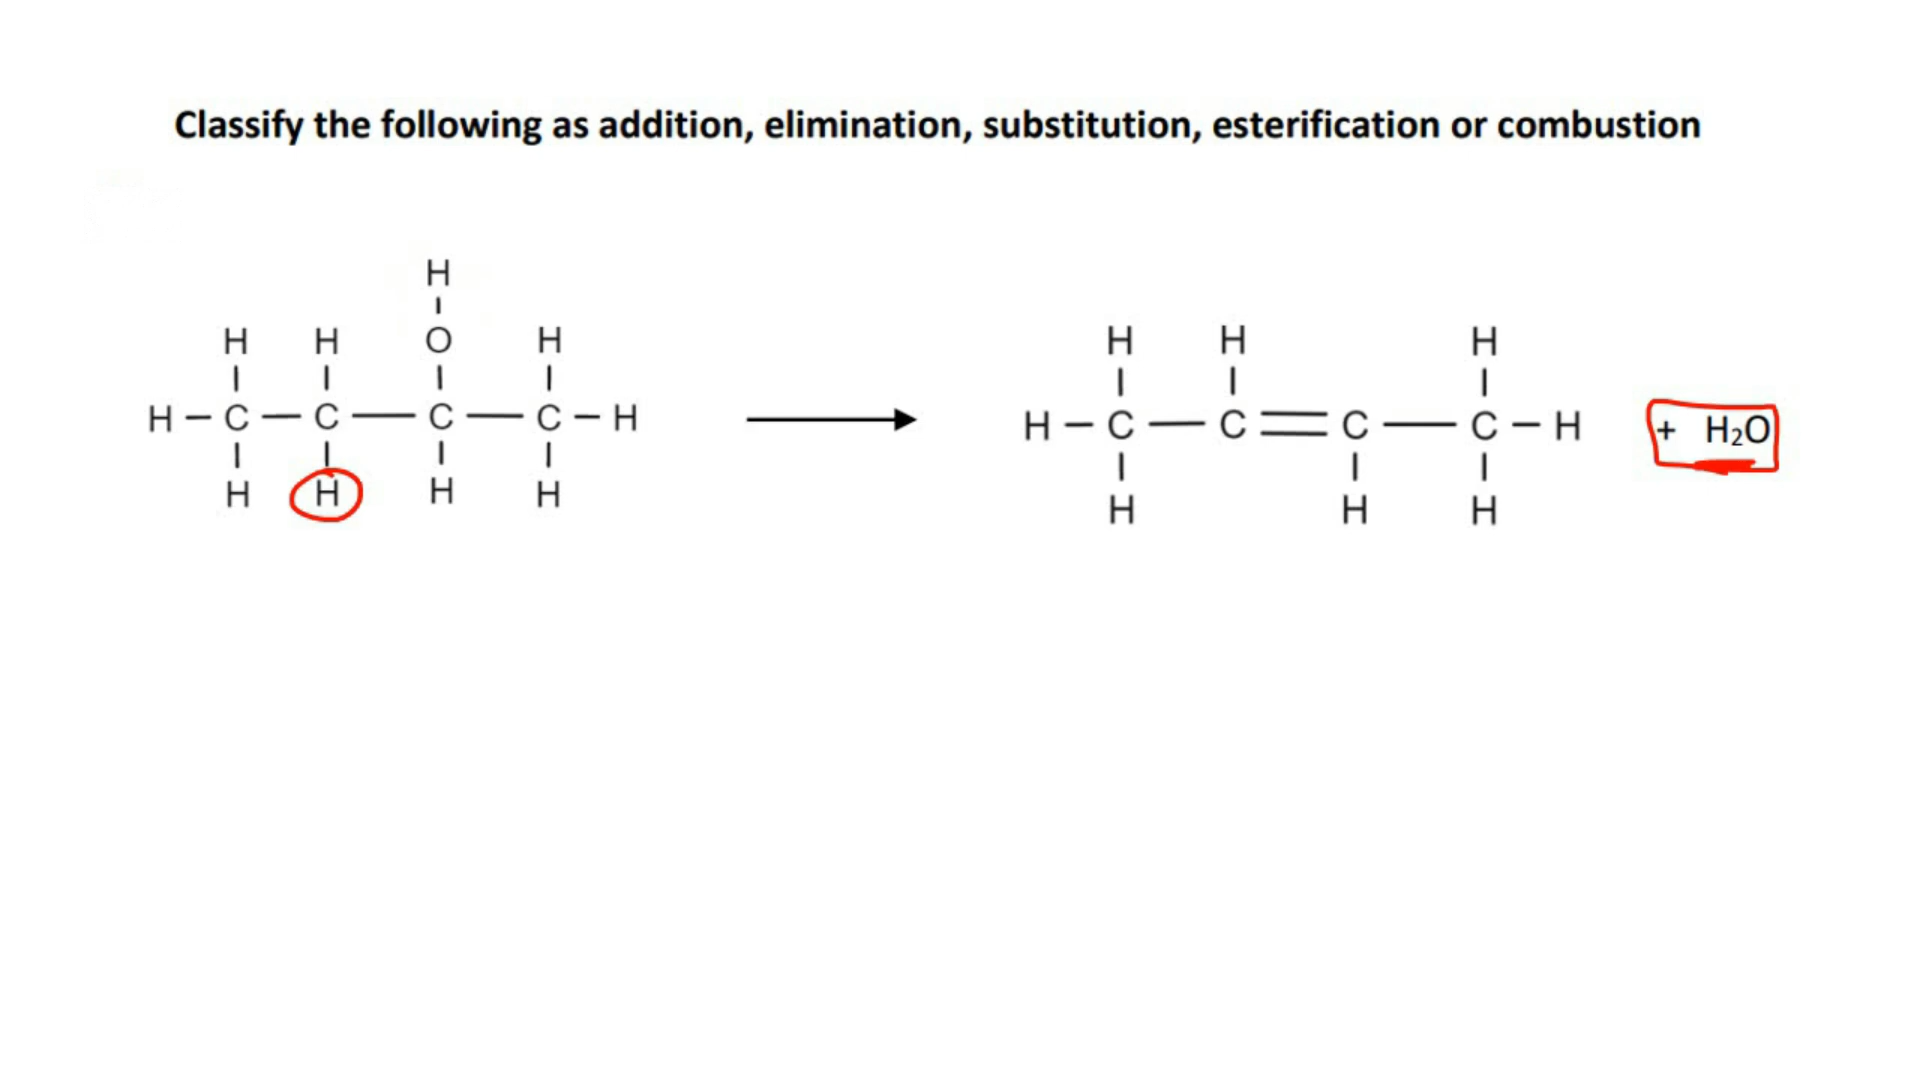 Classify the following as addition, elimination, substitution, esterification or combustion
H
H H O H H H H
H – C – C – C – C – H H – C – C = C – C – H + H₂O
H H H H H H H